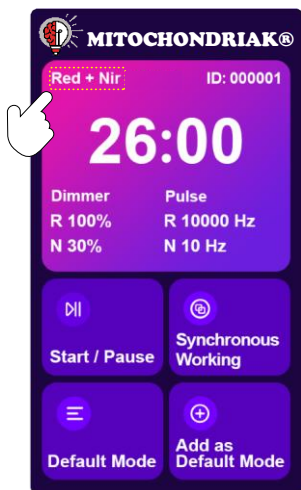 MITOCHONDRIAK®
Red + Nir ID: 000001
26:00
Dimmer Pulse
R 100% R 10000 Hz
N 30% N 10 Hz
Start / Pause
Synchronous
Working
Default Mode
Add as
Default Mode